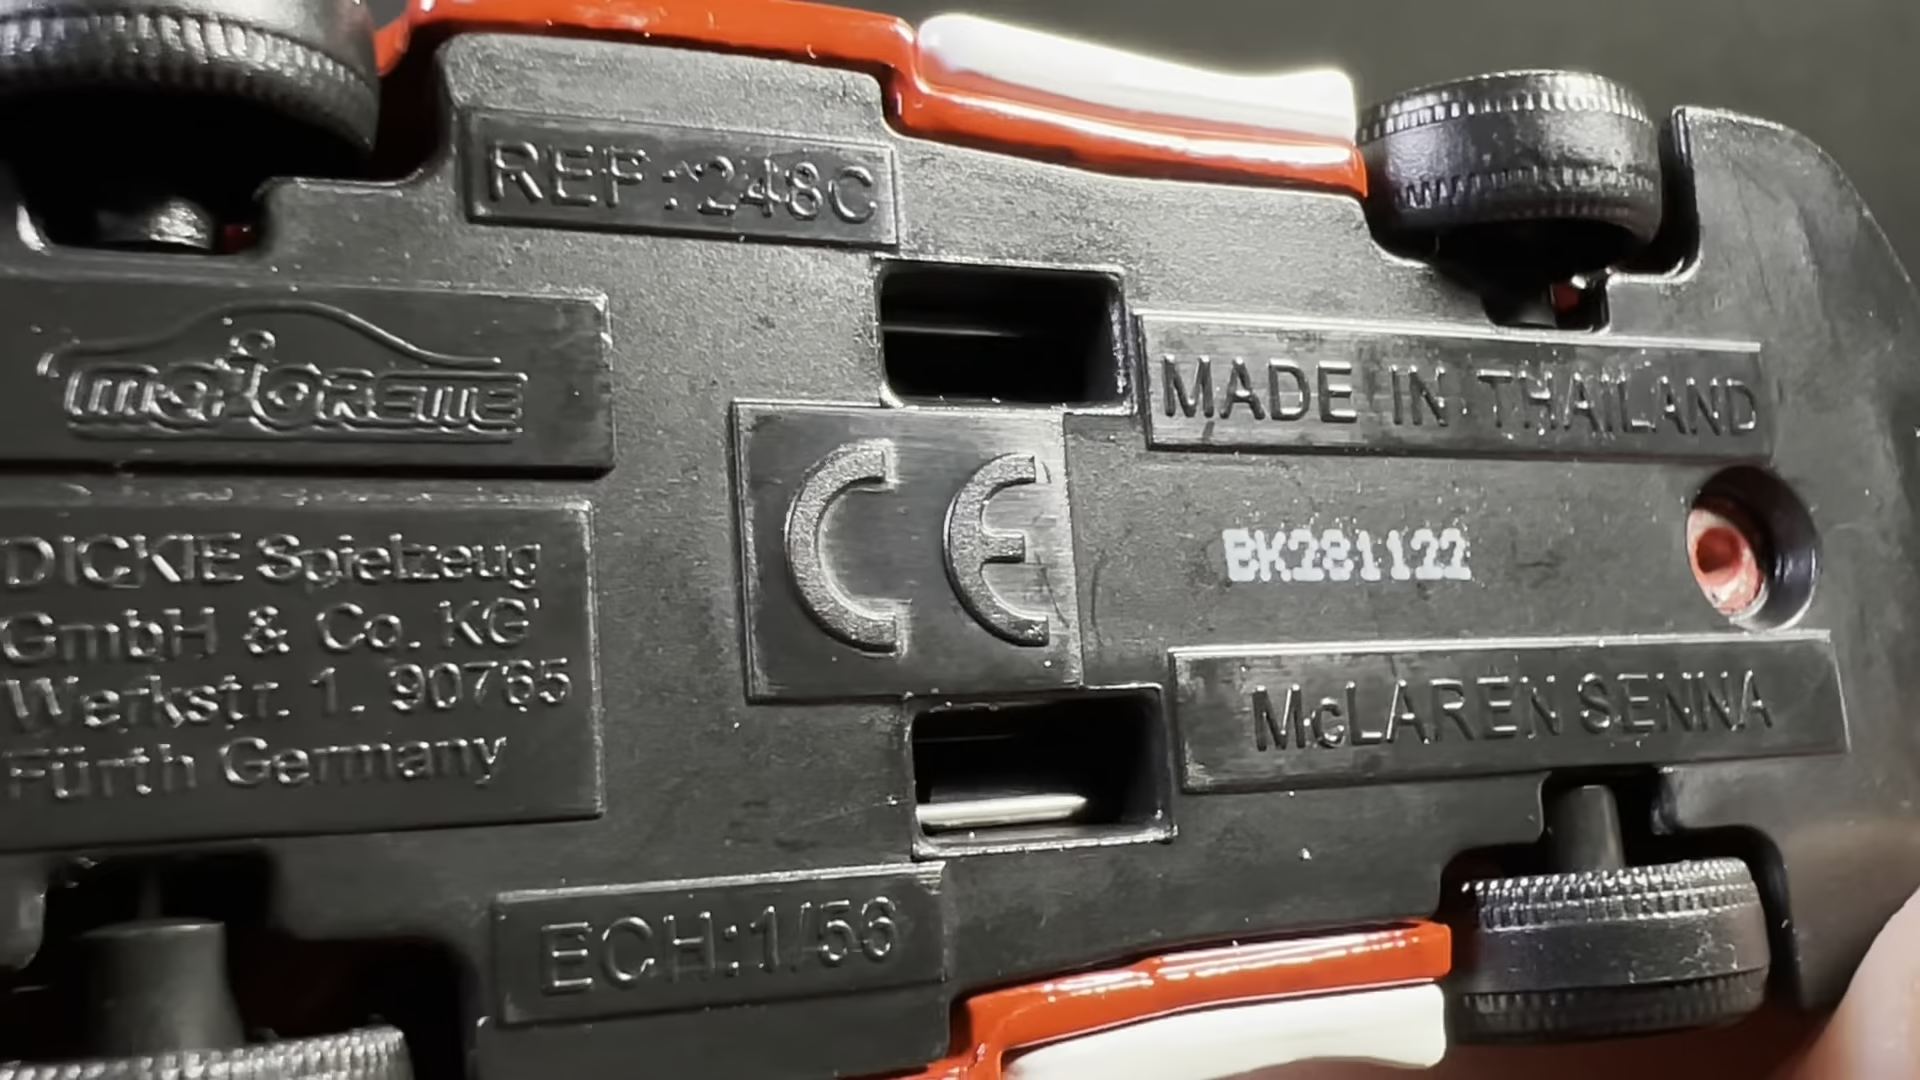 REF:248C
MAJORETTE
MADE IN THAILAND
CE
BK281122
DICKIE Spielzeug
GmbH & Co. KG
Werkstr. 1. 90765
Fürth Germany
McLAREN SENNA
ECH:1/56